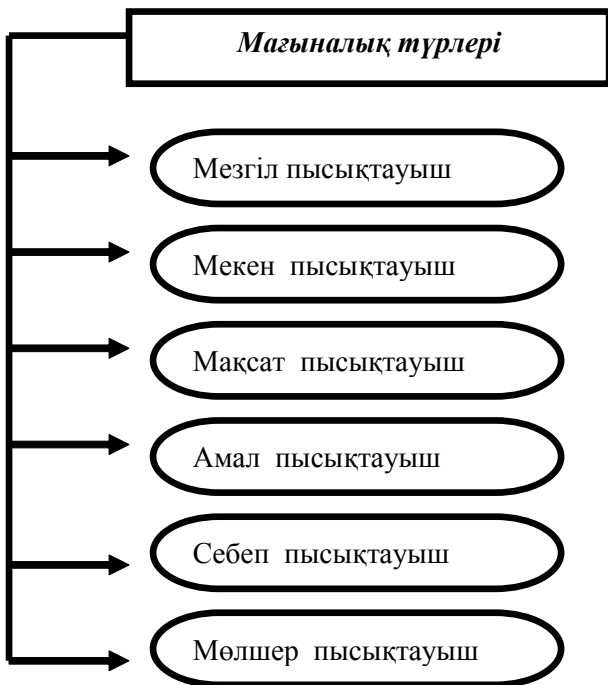 Мағыналық түрлері
Мезгіл пысықтауыш
Мекен пысықтауыш
Мақсат пысықтауыш
Амал пысықтауыш
Себеп пысықтауыш
Мөлшер пысықтауыш